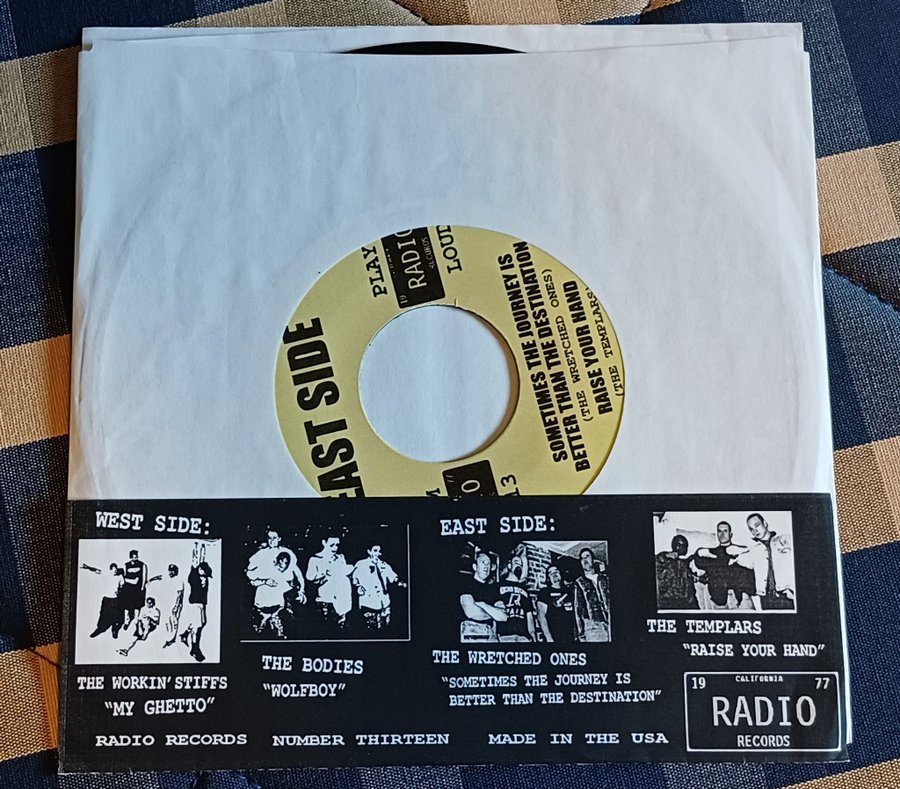 PLAY
RADIO
RECORDS
19
LOUD
EAST SIDE
SOMETIMES THE JOURNEY IS
BETTER THAN THE DESTINATION
(THE WRETCHED ONES)
RAISE YOUR HAND
(THE TEMPLARS)
13
WEST SIDE:
THE WORKIN' STIFFS
"MY GHETTO"
THE BODIES
"WOLFBOY"
EAST SIDE:
THE WRETCHED ONES
"SOMETIMES THE JOURNEY IS
BETTER THAN THE DESTINATION"
THE TEMPLARS
"RAISE YOUR HAND"
RADIO RECORDS NUMBER THIRTEEN MADE IN THE USA
19 CALIFORNIA 77
RADIO
RECORDS